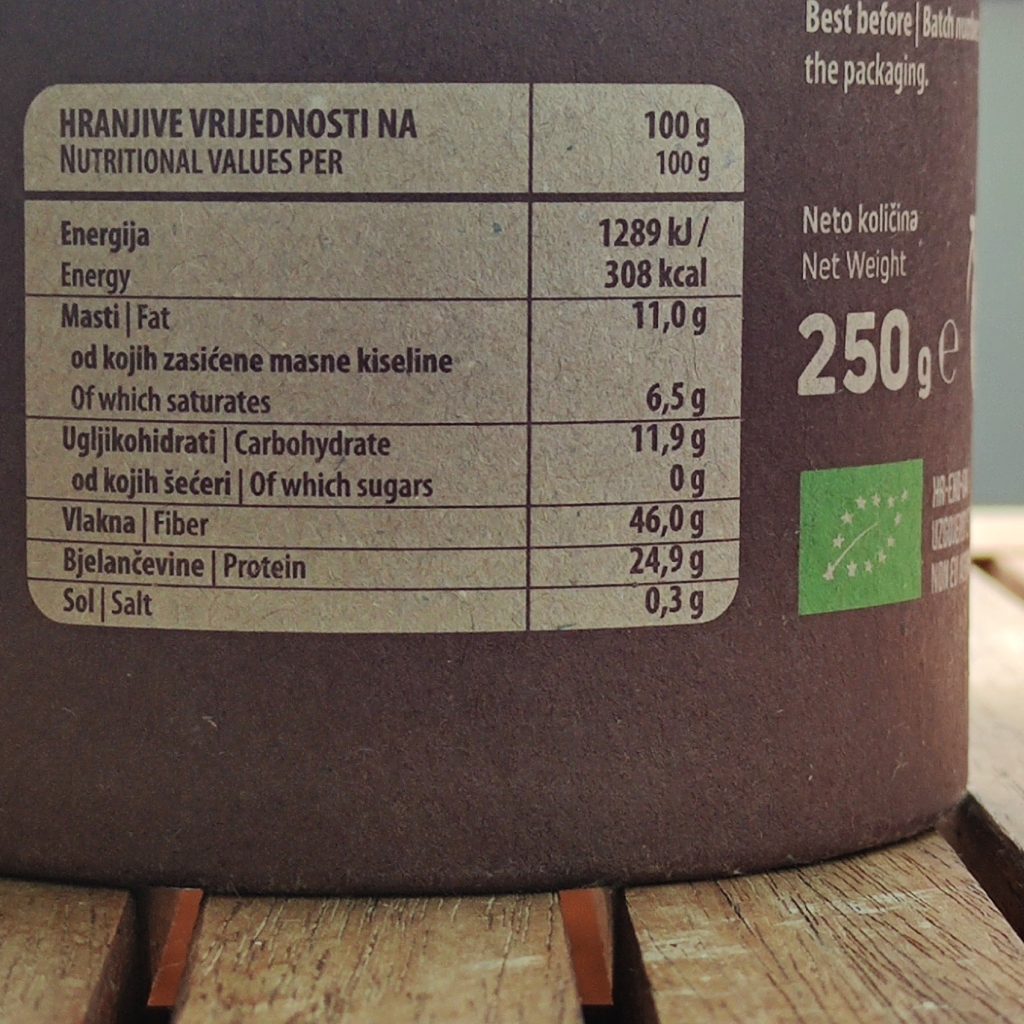 Best before | Batch
the packaging.
HRANJIVE VRIJEDNOSTI NA 100 g
NUTRITIONAL VALUES PER 100 g
Energija 1289 kJ /
Energy 308 kcal
Masti | Fat 11,0 g
od kojih zasićene masne kiseline
Of which saturates 6,5 g
Ugljikohidrati | Carbohydrate 11,9 g
od kojih šećeri | Of which sugars 0 g
Vlakna | Fiber 46,0 g
Bjelančevine | Protein 24,9 g
Sol | Salt 0,3 g
Neto količina
Net Weight
250 g e